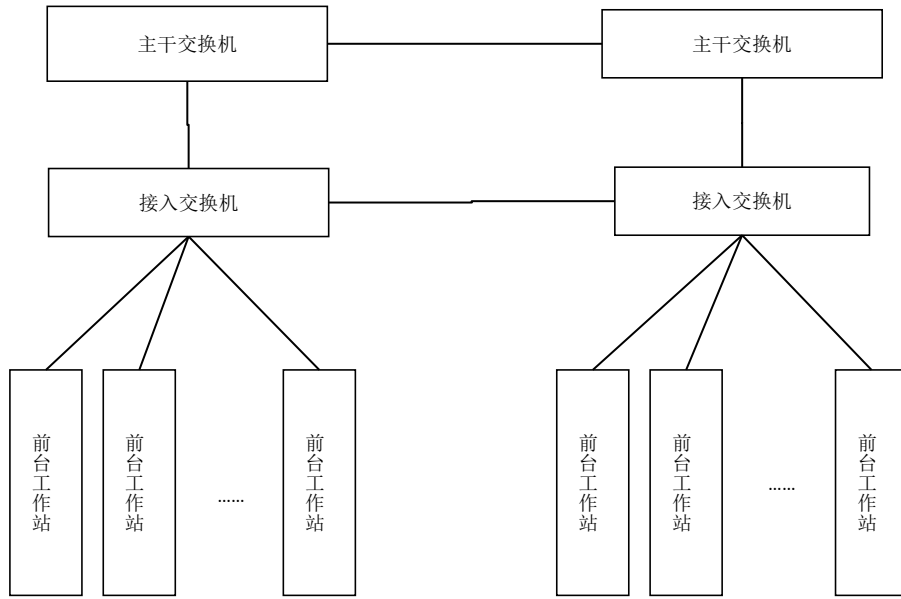 主干交换机
主干交换机
接入交换机
接入交换机
前台工作站
前台工作站
......
前台工作站
前台工作站
前台工作站
......
前台工作站